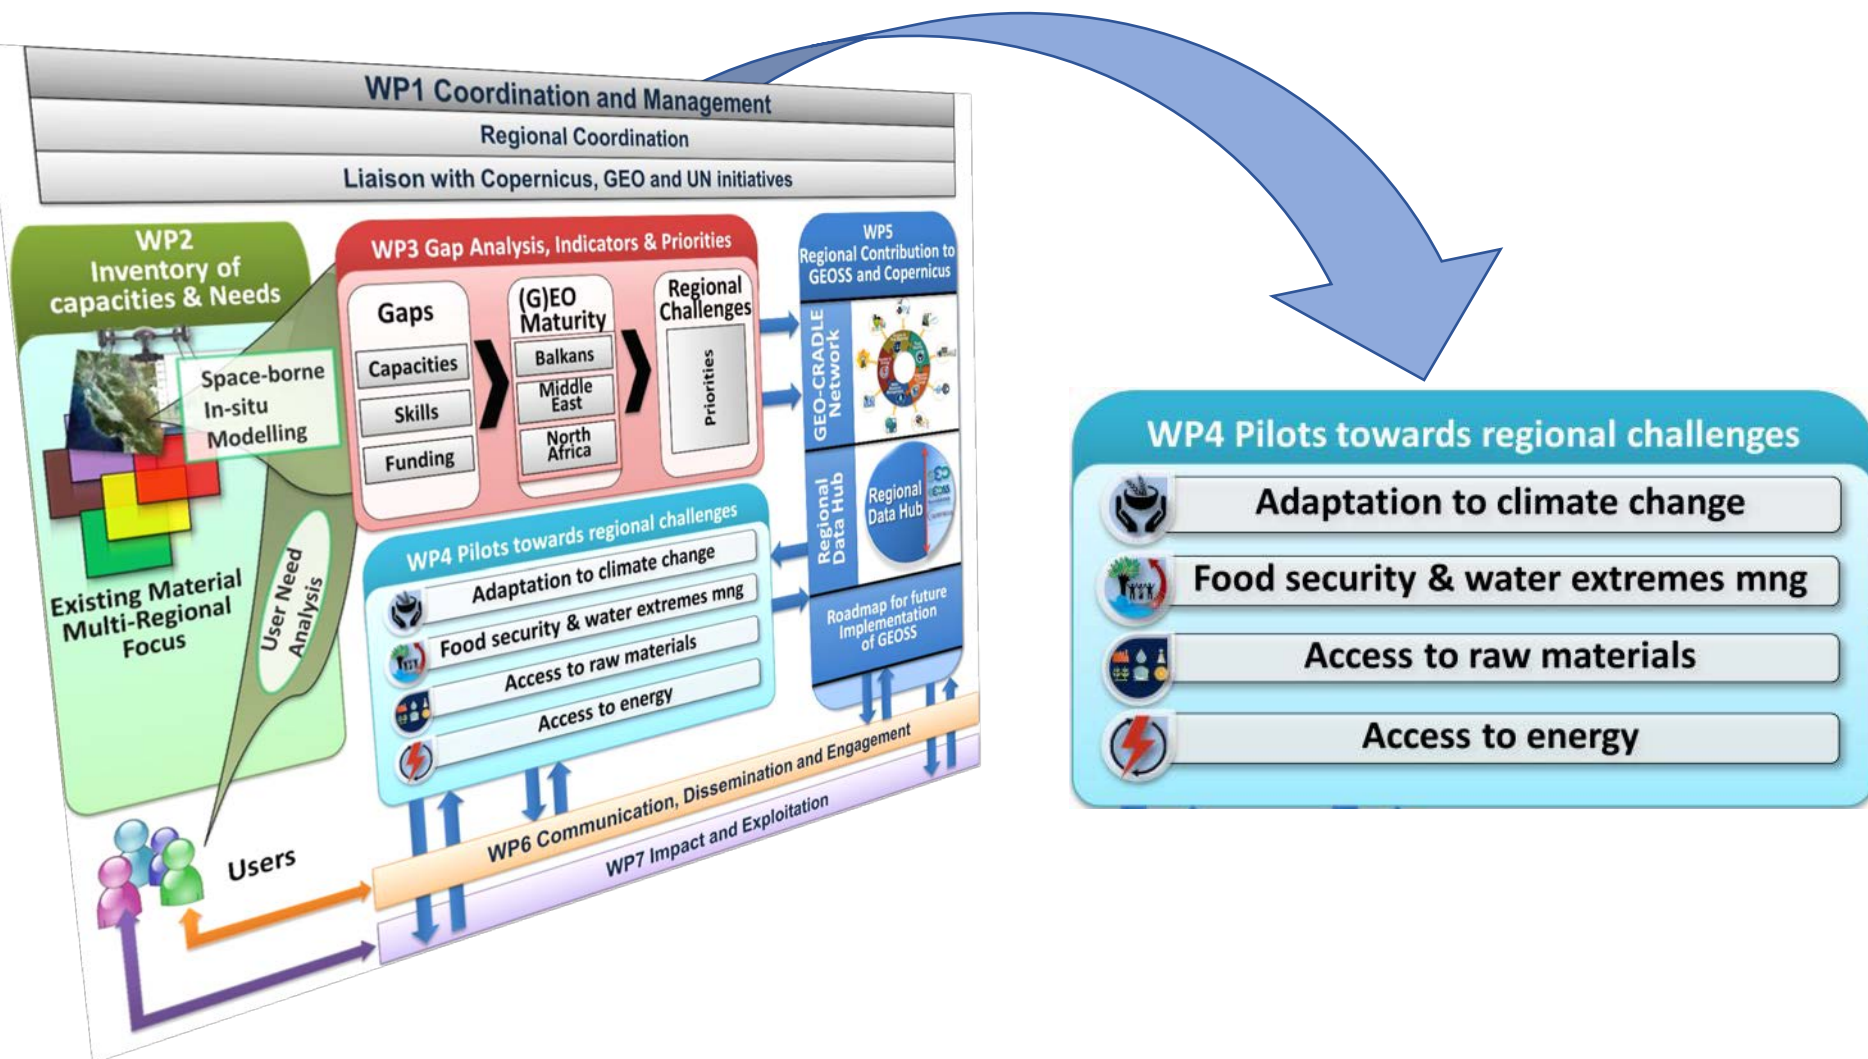 WP1 Coordination and Management
Regional Coordination
Liaison with Copernicus, GEO and UN initiatives
WP2
Inventory of
capacities & Needs
Space-borne
In-situ
Modelling
Existing Material
Multi-Regional
Focus
User Need
Analysis
Users
WP3 Gap Analysis, Indicators & Priorities
Gaps
Capacities
Skills
Funding
(G)EO
Maturity
Balkans
Middle
East
North
Africa
Regional
Challenges
Priorities
WP4 Pilots towards regional challenges
Adaptation to climate change
Food security & water extremes mng
Access to raw materials
Access to energy
WP5
Regional Contribution to
GEOSS and Copernicus
GEO-CRADLE
Network
Regional
Data Hub
Regional
Data Hub
Roadmap for future
Implementation
of GEOSS
WP6 Communication, Dissemination and Engagement
WP7 Impact and Exploitation
WP4 Pilots towards regional challenges
Adaptation to climate change
Food security & water extremes mng
Access to raw materials
Access to energy